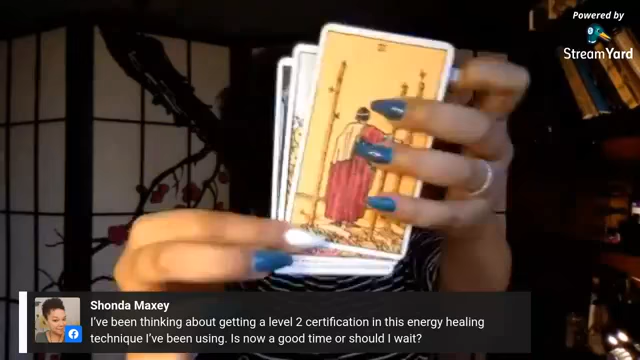 Powered by
StreamYard
III
Shonda Maxey
I've been thinking about getting a level 2 certification in this energy healing
technique I've been using. Is now a good time or should I wait?